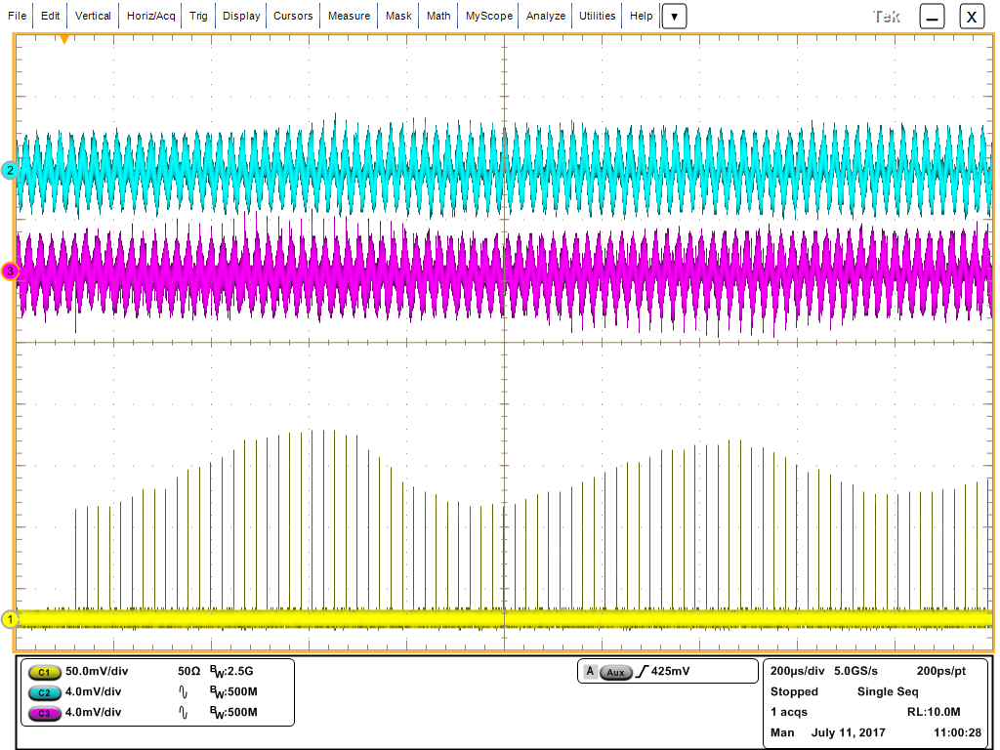 File Edit Vertical Horiz/Acq Trig Display Cursors Measure Mask Math MyScope Analyze Utilities Help ▼ Tek X
2
3
1
C1 50.0mV/div 50Ω BW:2.5G
C2 4.0mV/div BW:500M
C3 4.0mV/div BW:500M
A Aux 425mV
200µs/div 5.0GS/s 200ps/pt
Stopped Single Seq
1 acqs RL:10.0M
Man July 11, 2017 11:00:28